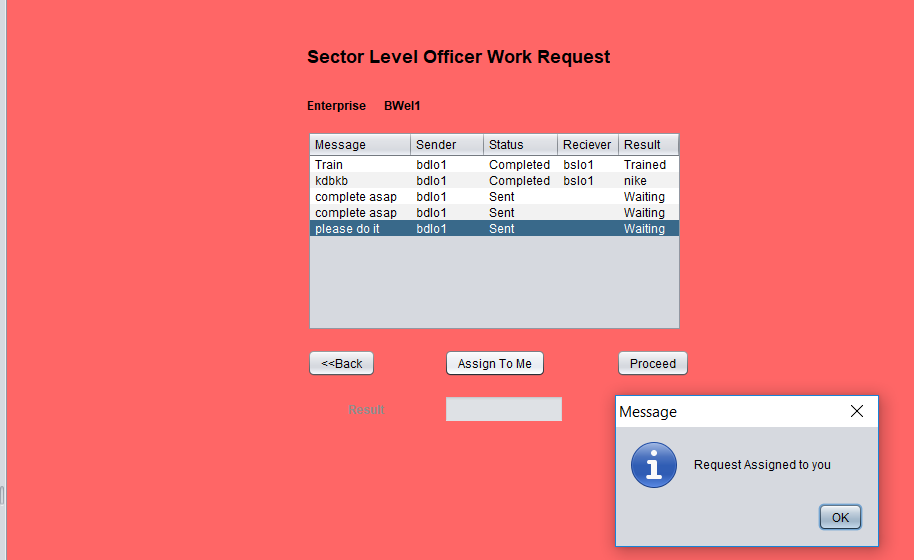 Sector Level Officer Work Request
Enterprise BWel1
Message Sender Status Reciever Result
Train bdlo1 Completed bslo1 Trained
kdbkb bdlo1 Completed bslo1 nike
complete asap bdlo1 Sent Waiting
complete asap bdlo1 Sent Waiting
please do it bdlo1 Sent Waiting
<<Back Assign To Me Proceed
Result
Message
Request Assigned to you
OK